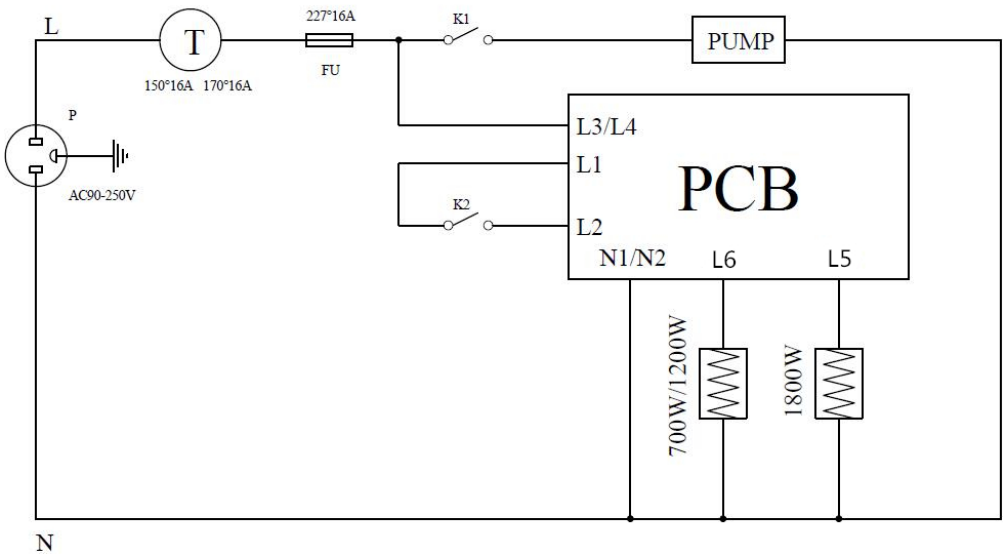 L
T
150°16A 170°16A
227°16A
FU
K1
PUMP
P
AC90-250V
L3/L4
L1
K2
L2
PCB
N1/N2
L6
L5
700W/1200W
1800W
N